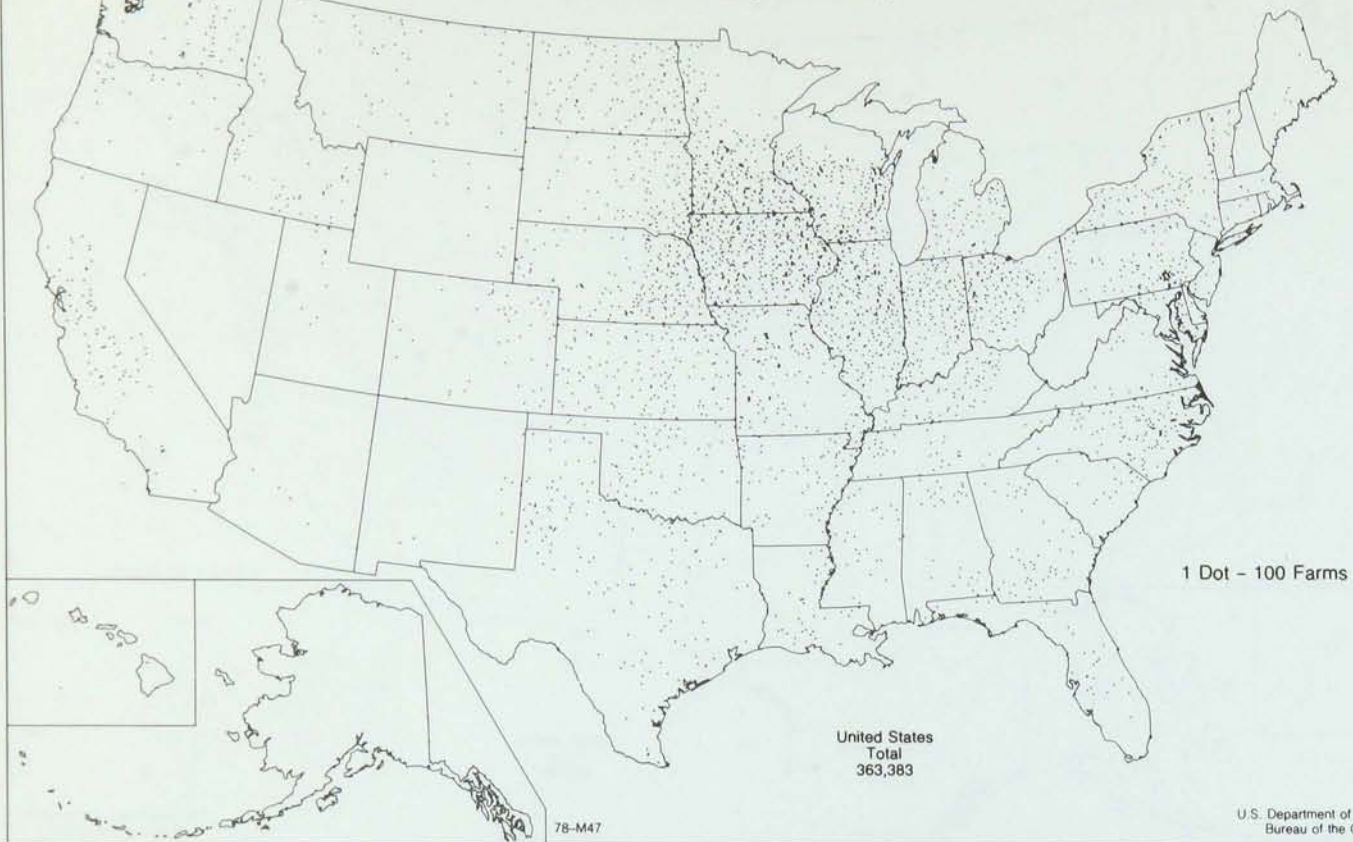 1 Dot – 100 Farms
United States
Total
363,383
78–M47
U.S. Department of
Bureau of the